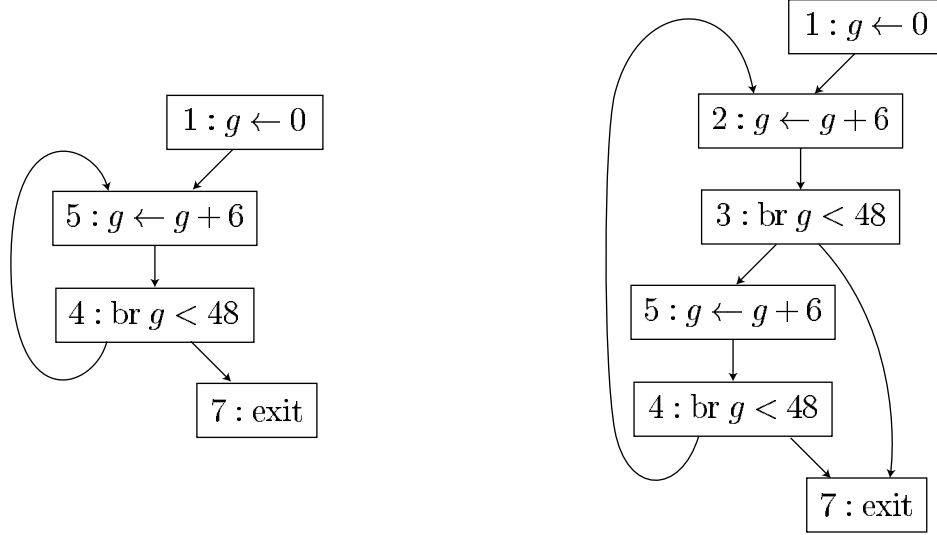 1 : g ← 0
5 : g ← g + 6
4 : br g < 48
7 : exit
1 : g ← 0
2 : g ← g + 6
3 : br g < 48
5 : g ← g + 6
4 : br g < 48
7 : exit